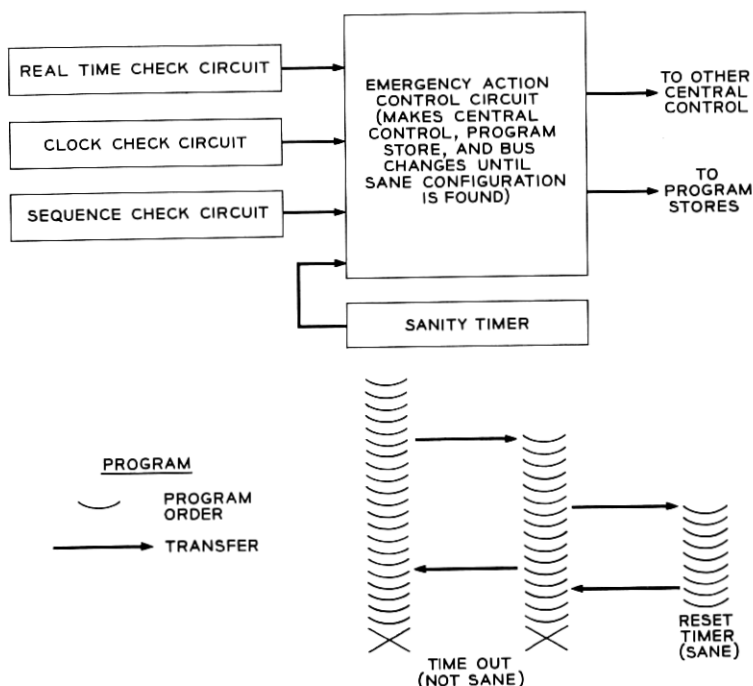 REAL TIME CHECK CIRCUIT
CLOCK CHECK CIRCUIT
SEQUENCE CHECK CIRCUIT
EMERGENCY ACTION
CONTROL CIRCUIT
(MAKES CENTRAL
CONTROL, PROGRAM
STORE, AND BUS
CHANGES UNTIL
SANE CONFIGURATION
IS FOUND)
TO OTHER
CENTRAL
CONTROL
TO
PROGRAM
STORES
SANITY TIMER
PROGRAM
PROGRAM
ORDER
TRANSFER
TIME OUT
(NOT SANE)
RESET
TIMER
(SANE)